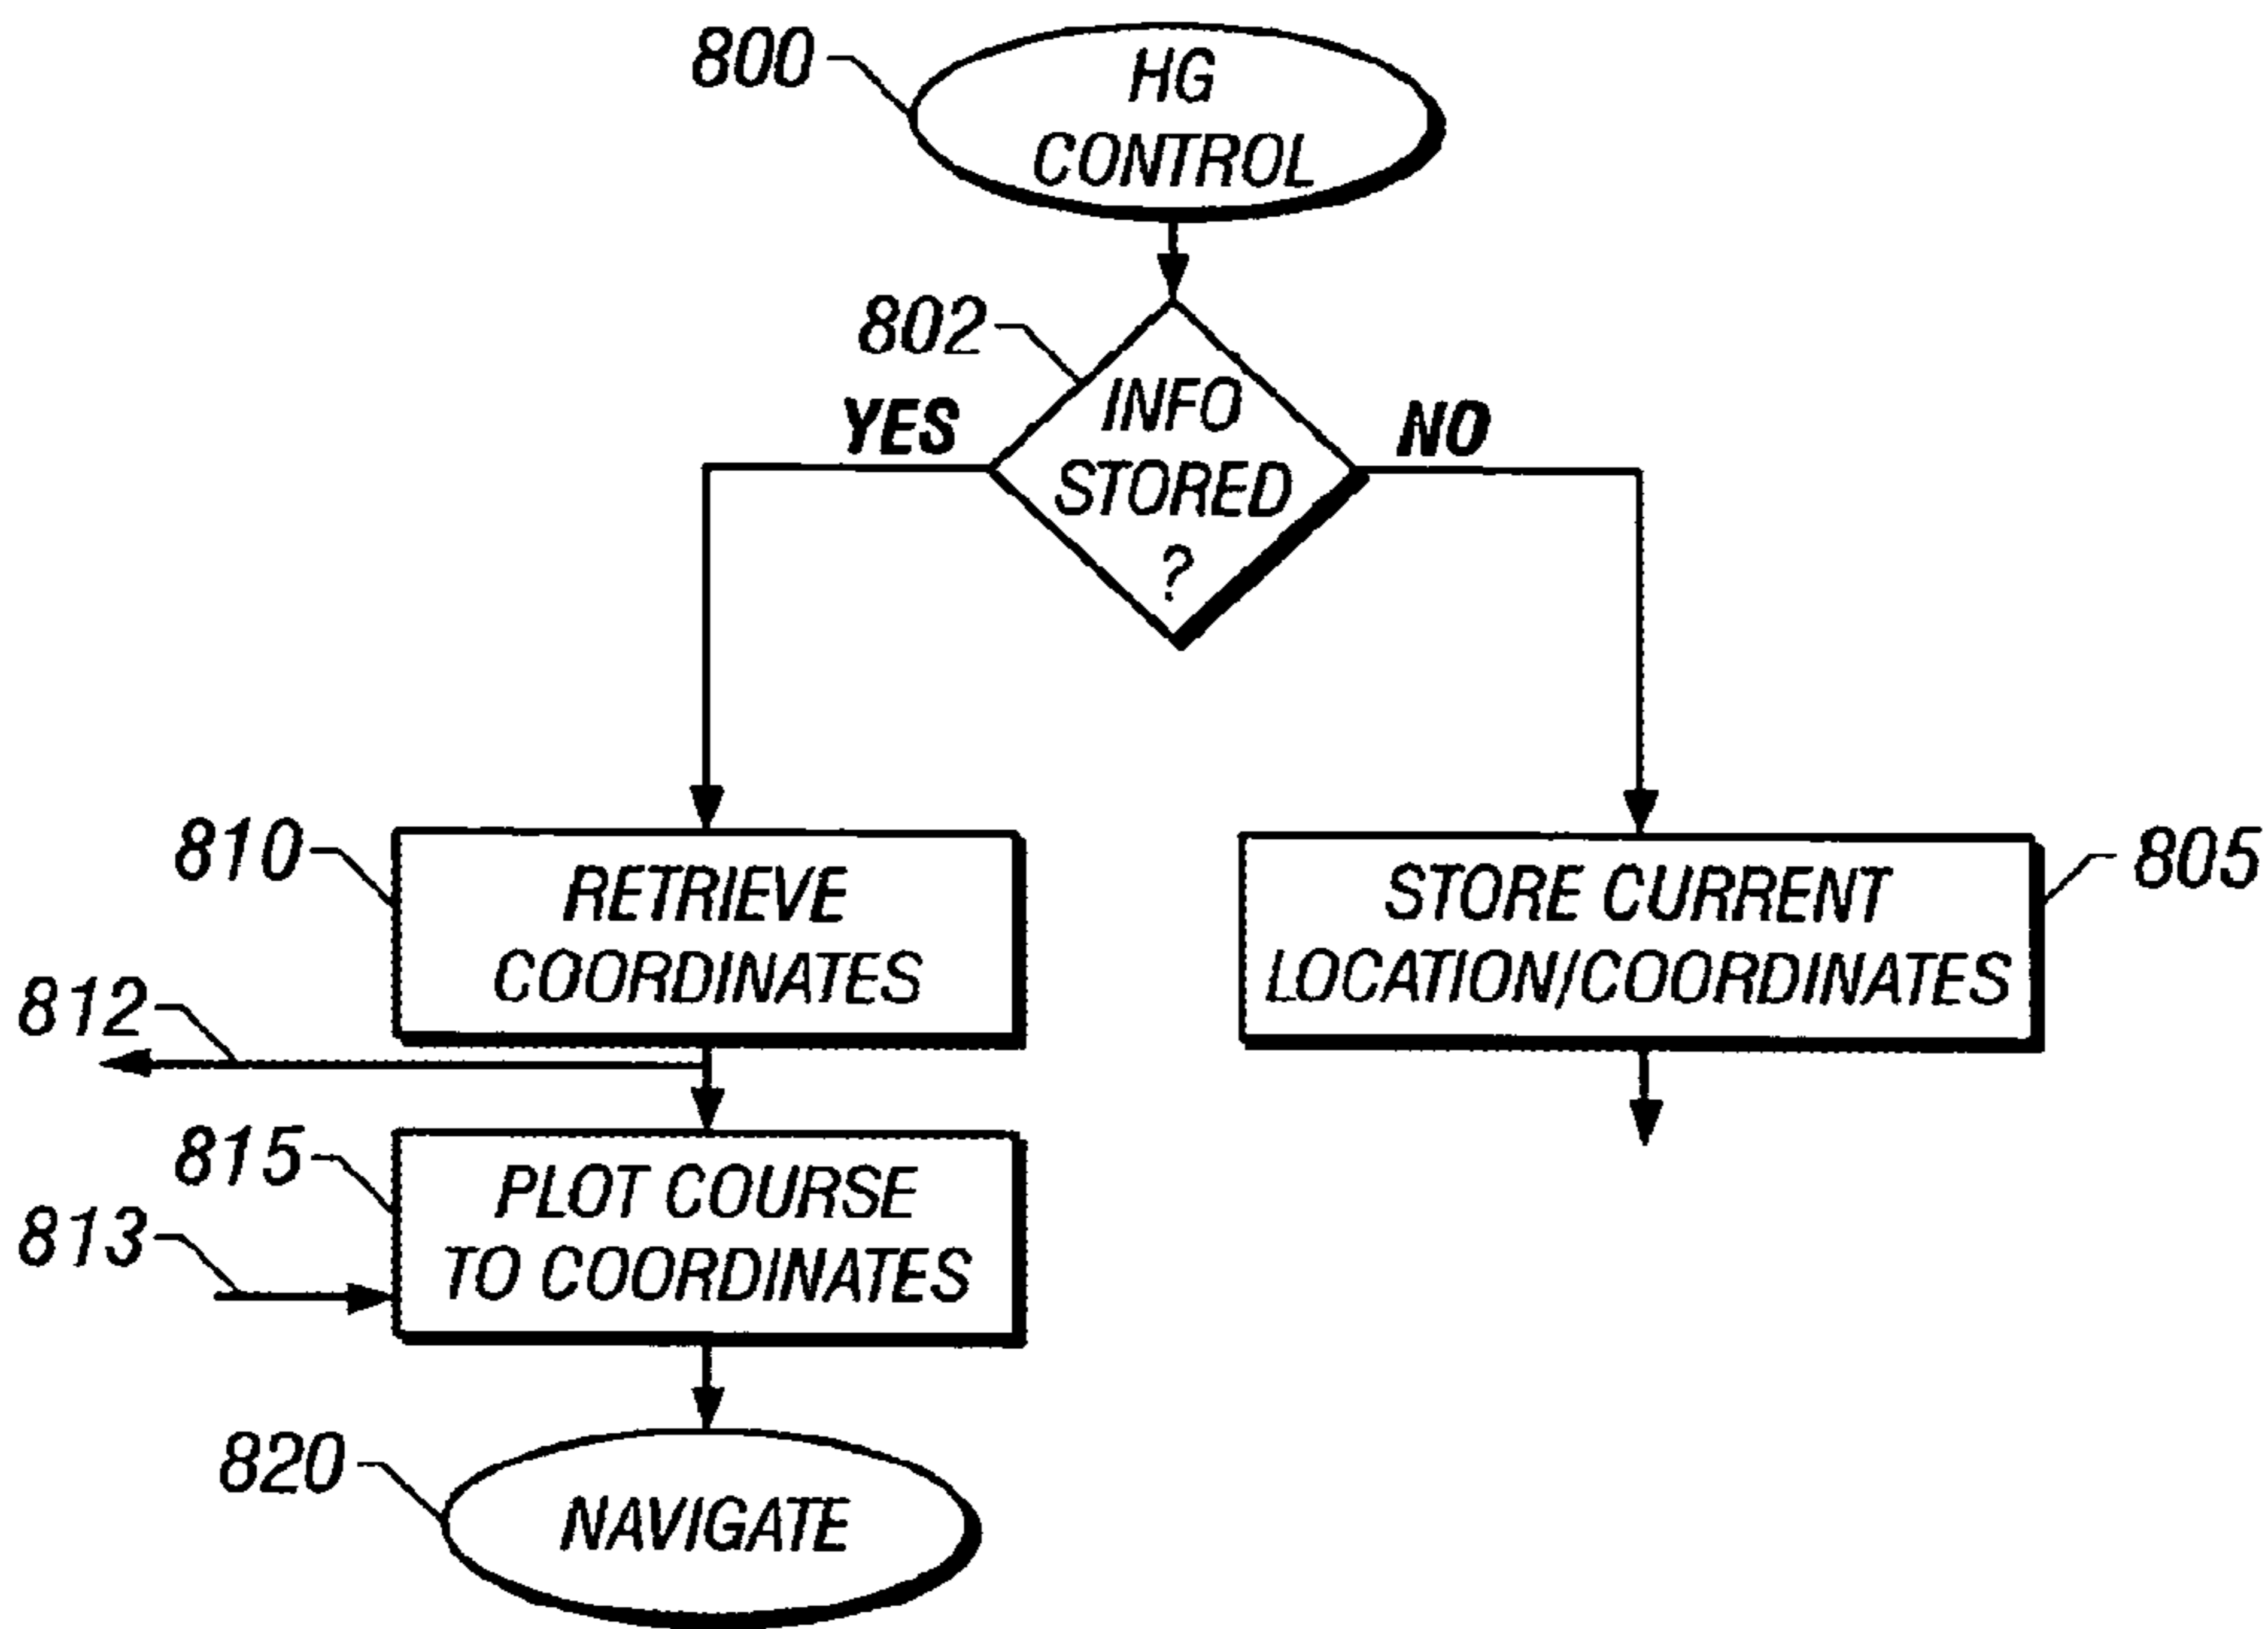 800
HG
CONTROL
802
INFO
STORED
?
YES
NO
810
RETRIEVE
COORDINATES
STORE CURRENT
LOCATION/COORDINATES
805
812
815
PLOT COURSE
TO COORDINATES
813
820
NAVIGATE